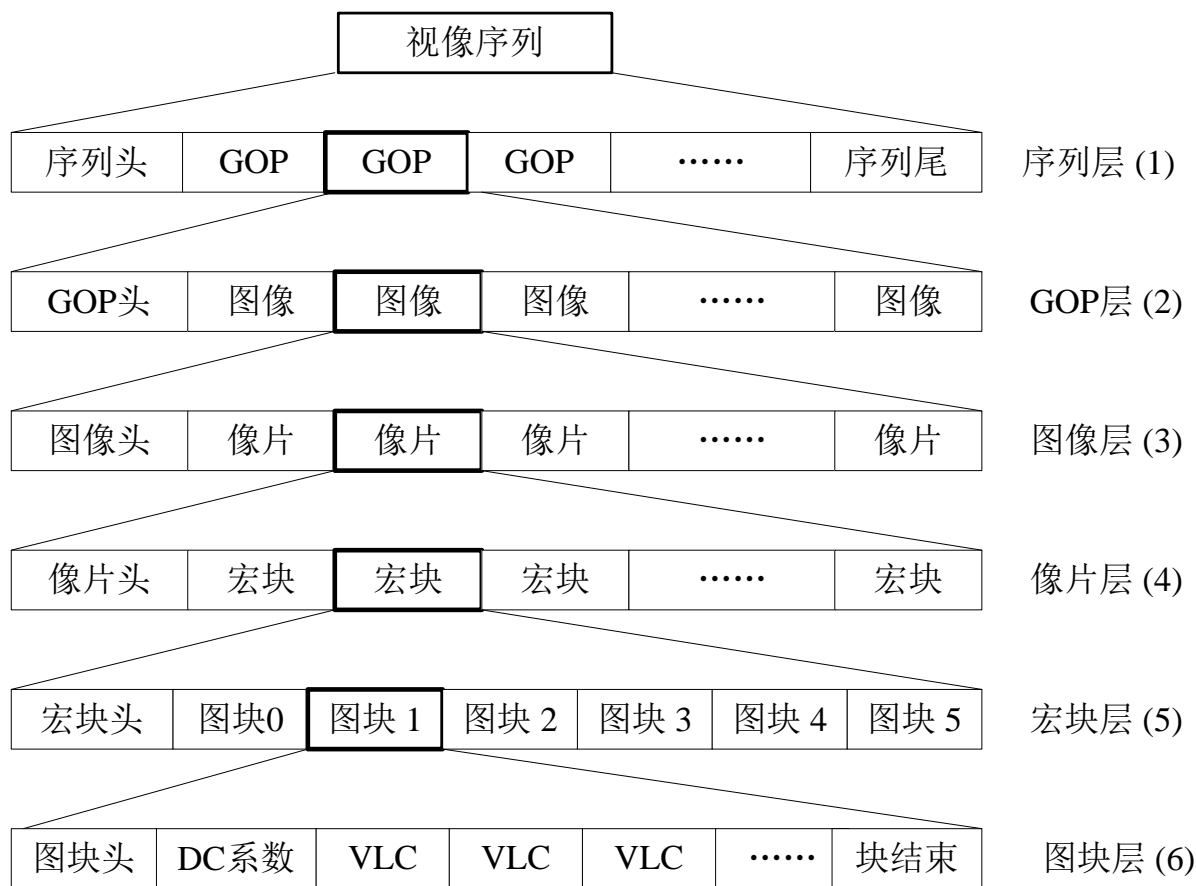 视像序列
序列头 GOP GOP GOP …… 序列尾 序列层 (1)
GOP头 图像 图像 图像 …… 图像 GOP层 (2)
图像头 像片 像片 像片 …… 像片 图像层 (3)
像片头 宏块 宏块 宏块 …… 宏块 像片层 (4)
宏块头 图块0 图块 1 图块 2 图块 3 图块 4 图块 5 宏块层 (5)
图块头 DC系数 VLC VLC VLC …… 块结束 图块层 (6)